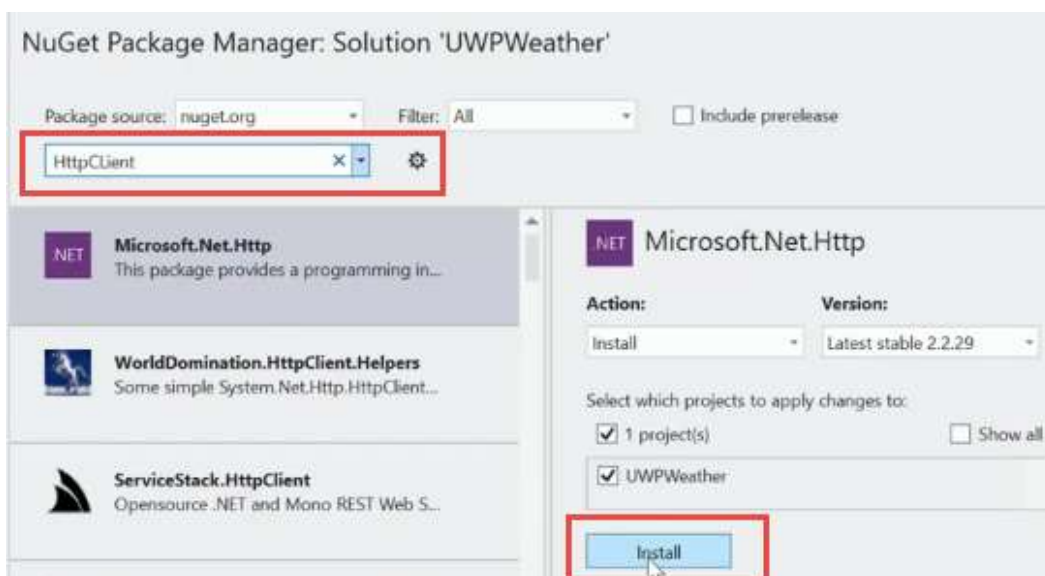 NuGet Package Manager: Solution 'UWPWeather'
Package source: nuget.org Filter: All Include prerelease
HttpCLient
.NET Microsoft.Net.Http
This package provides a programming in...
WorldDomination.HttpClient.Helpers
Some simple System.Net.Http.HttpClient...
ServiceStack.HttpClient
Opensource .NET and Mono REST Web S...
.NET Microsoft.Net.Http
Action: Version:
Install Latest stable 2.2.29
Select which projects to apply changes to:
1 project(s) Show all
UWPWeather
Install